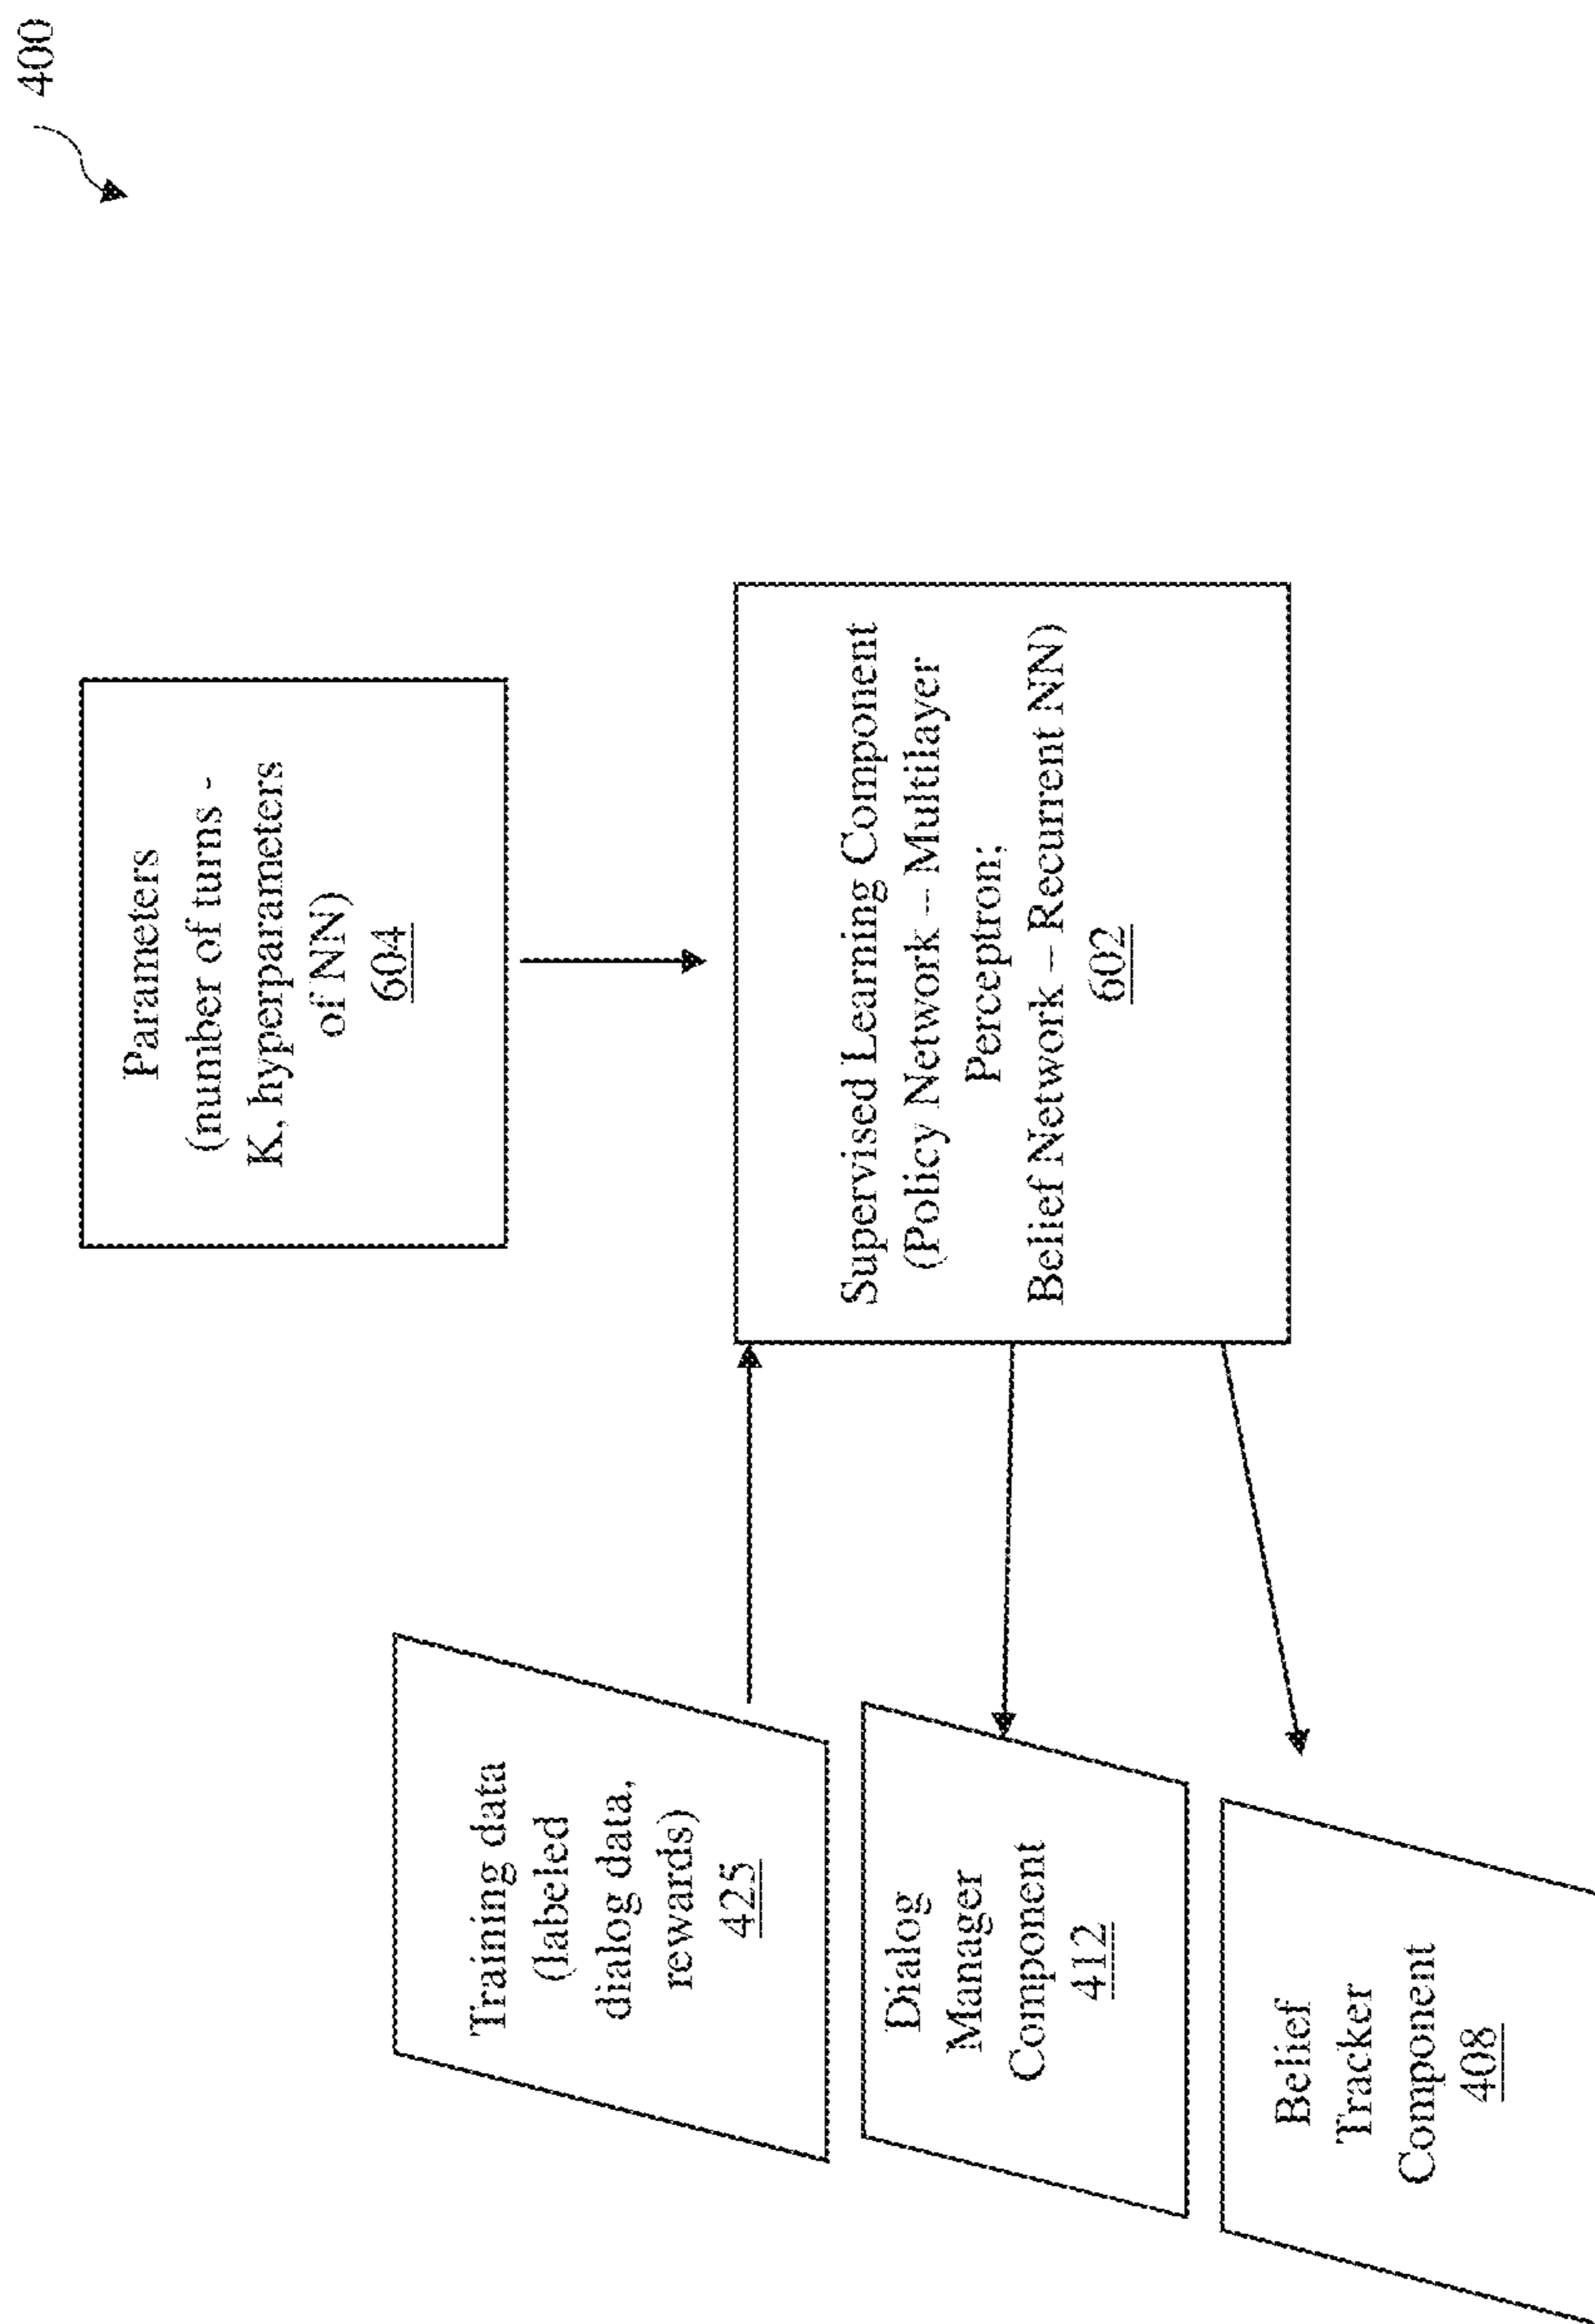 400
Parameters
(number of turns -
K, hyperparameters
of NN)
604
Supervised Learning Component
(Policy Network – Multilayer
Perceptron;
Belief Network – Recurrent NN)
602
Training data
(labeled
dialog data,
rewards)
425
Dialog
Manager
Component
412
Belief
Tracker
Component
408